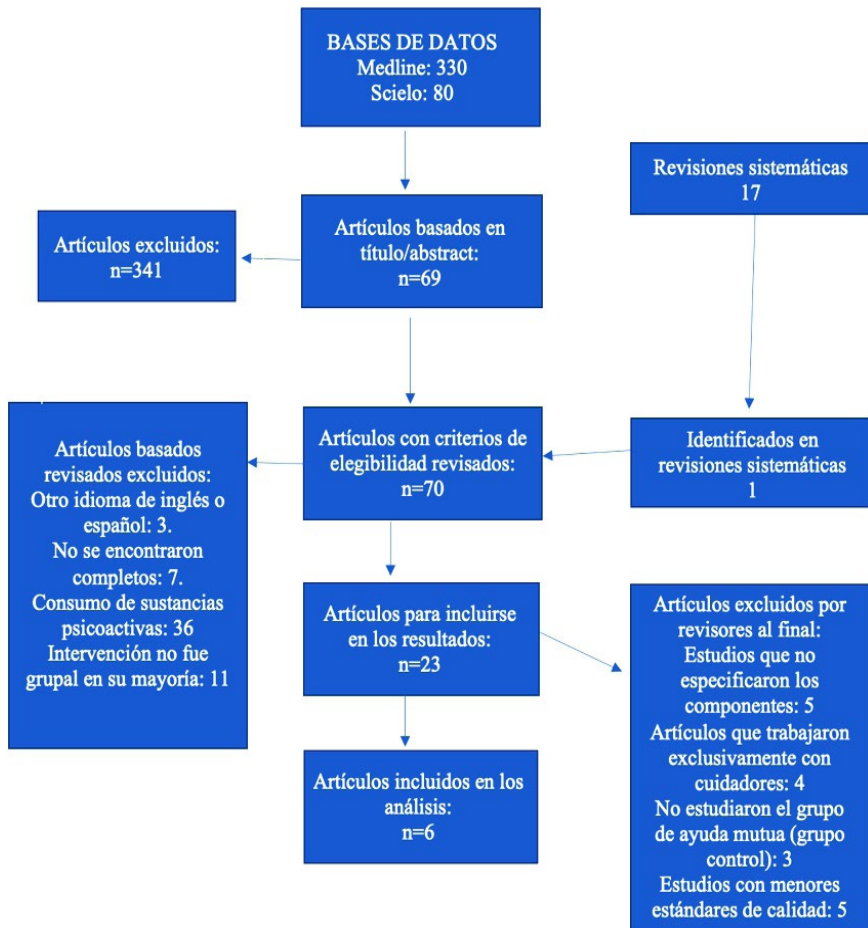 BASES DE DATOS
Medline: 330
Scielo: 80
Revisiones sistemáticas
17
Artículos excluidos:
n=341
Artículos basados en
título/abstract:
n=69
Artículos basados
revisados excluidos:
Otro idioma de inglés o
español: 3.
No se encontraron
completos: 7.
Consumo de sustancias
psicoactivas: 36
Intervención no fue
grupal en su mayoría: 11
Artículos con criterios de
elegibilidad revisados:
n=70
Identificados en
revisiones sistemáticas
1
Artículos para incluirse
en los resultados:
n=23
Artículos excluidos por
revisores al final:
Estudios que no
especificaron los
componentes: 5
Artículos que trabajaron
exclusivamente con
cuidadores: 4
No estudiaron el grupo
de ayuda mutua (grupo
control): 3
Estudios con menores
estándares de calidad: 5
Artículos incluidos en los
análisis:
n=6